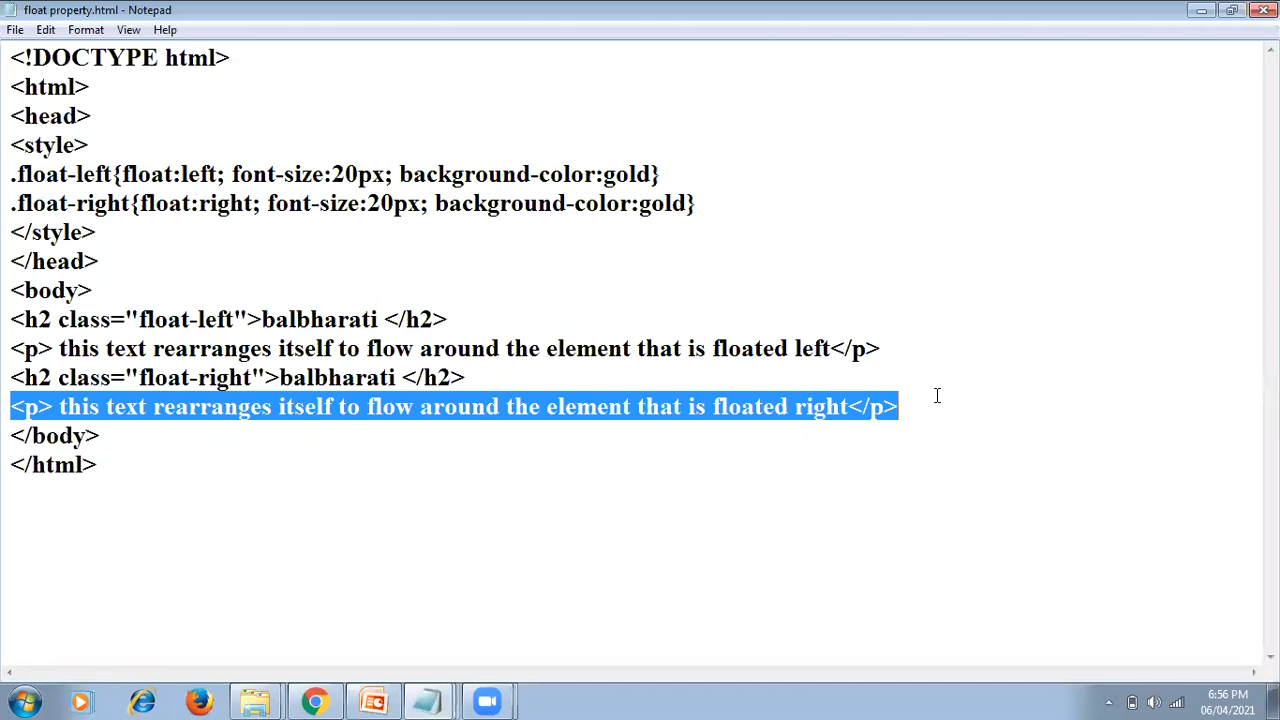 float property.html - Notepad
File Edit Format View Help
<!DOCTYPE html>
<html>
<head>
<style>
.float-left{float:left; font-size:20px; background-color:gold}
.float-right{float:right; font-size:20px; background-color:gold}
</style>
</head>
<body>
<h2 class="float-left">balbharati </h2>
<p> this text rearranges itself to flow around the element that is floated left</p>
<h2 class="float-right">balbharati </h2>
<p> this text rearranges itself to flow around the element that is floated right</p>
</body>
</html>
6:56 PM
06/04/2021